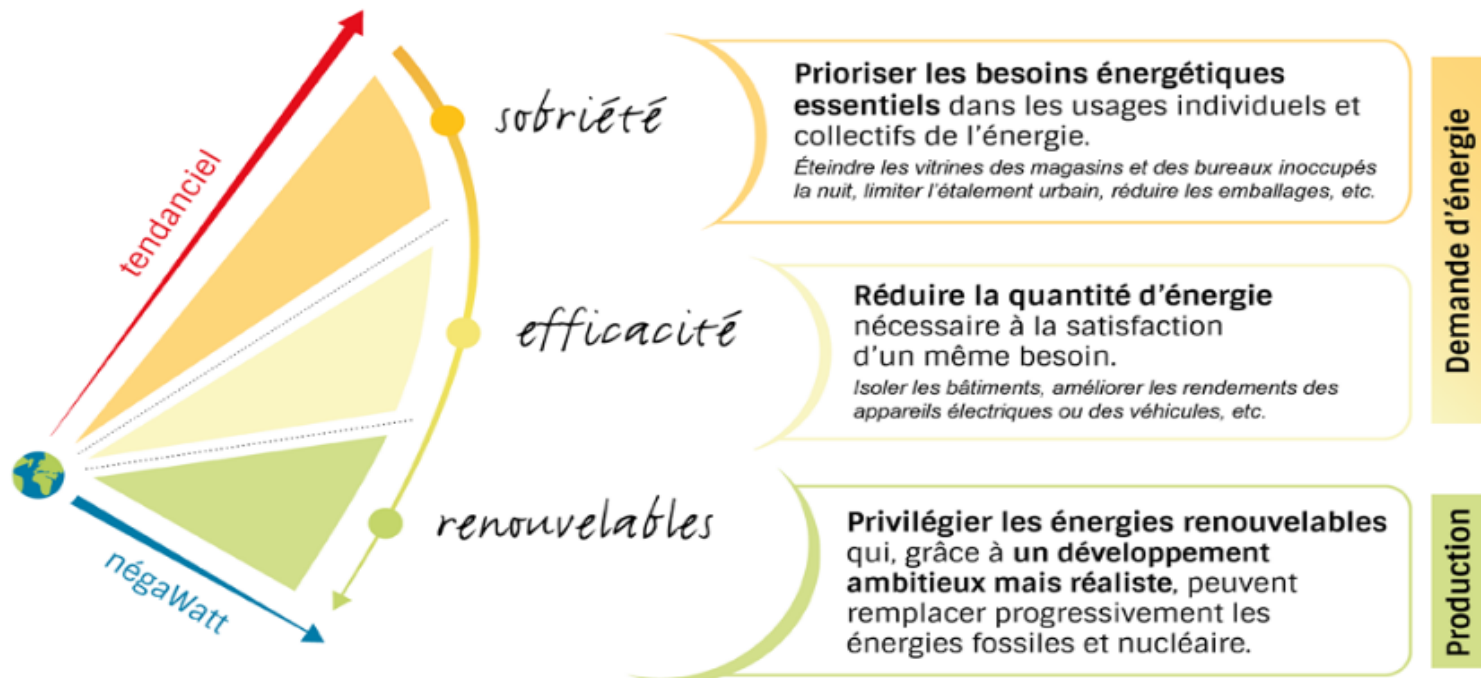 tendanciel
négaWatt
sobriété
Prioriser les besoins énergétiques
essentiels dans les usages individuels et
collectifs de l'énergie.
Éteindre les vitrines des magasins et des bureaux inoccupés
la nuit, limiter l'étalement urbain, réduire les emballages, etc.
efficacité
Réduire la quantité d'énergie
nécessaire à la satisfaction
d'un même besoin.
Isoler les bâtiments, améliorer les rendements des
appareils électriques ou des véhicules, etc.
Demande d'énergie
renouvelables
Privilégier les énergies renouvelables
qui, grâce à un développement
ambitieux mais réaliste, peuvent
remplacer progressivement les
énergies fossiles et nucléaire.
Production